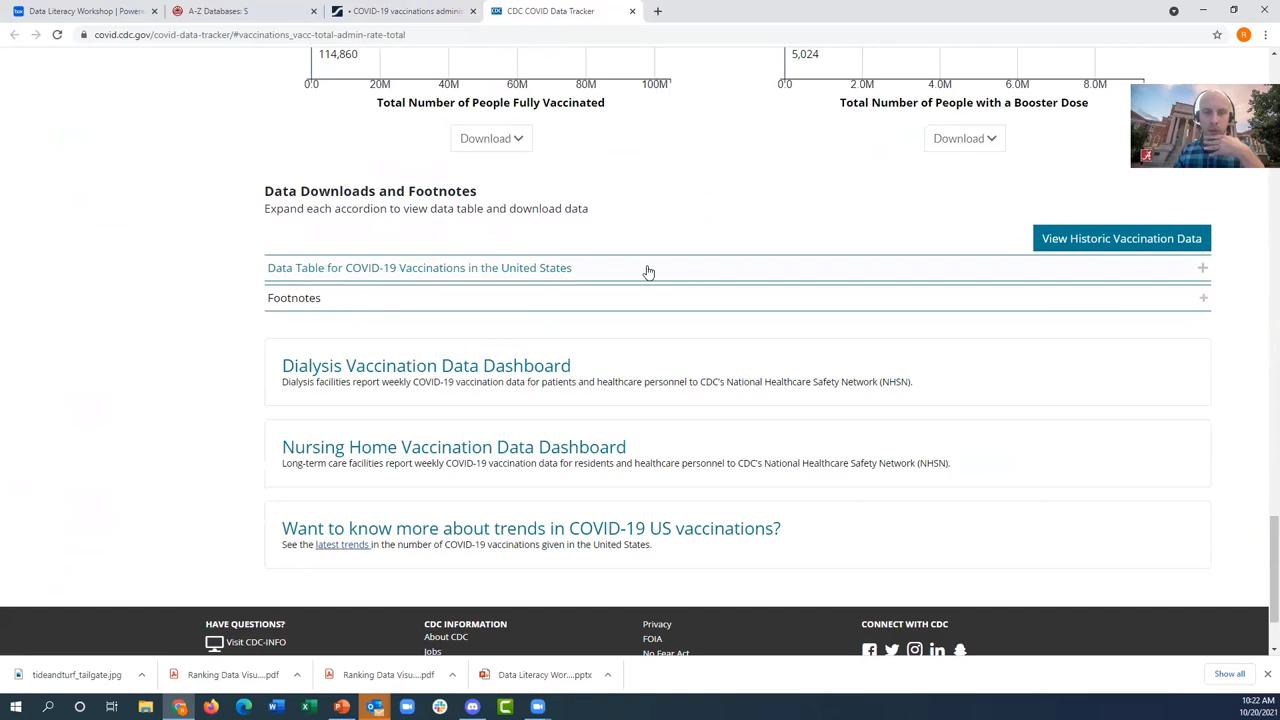 Data Literacy Workshop | Powe
A-Z Databases: S
• COVID-19 vaccinations admini
CDC COVID Data Tracker
covid.cdc.gov/covid-data-tracker/#vaccinations_vacc-total-admin-rate-total
R
114,860
5,024
0.0 20M 40M 60M 80M 100M
0.0 2.0M 4.0M 6.0M 8.0M
Total Number of People Fully Vaccinated
Total Number of People with a Booster Dose
Download
Download
Data Downloads and Footnotes
Expand each accordion to view data table and download data
View Historic Vaccination Data
Data Table for COVID-19 Vaccinations in the United States
Footnotes
Dialysis Vaccination Data Dashboard
Dialysis facilities report weekly COVID-19 vaccination data for patients and healthcare personnel to CDC's National Healthcare Safety Network (NHSN).
Nursing Home Vaccination Data Dashboard
Long-term care facilities report weekly COVID-19 vaccination data for residents and healthcare personnel to CDC's National Healthcare Safety Network (NHSN).
Want to know more about trends in COVID-19 US vaccinations?
See the latest trends in the number of COVID-19 vaccinations given in the United States.
HAVE QUESTIONS?
Visit CDC-INFO
CDC INFORMATION
About CDC
Jobs
Privacy
FOIA
No Fear Act
CONNECT WITH CDC
tideandturf_tailgate.jpg
Ranking Data Visu....pdf
Ranking Data Visu....pdf
Data Literacy Wor....pptx
Show all
10:22 AM
10/20/2021